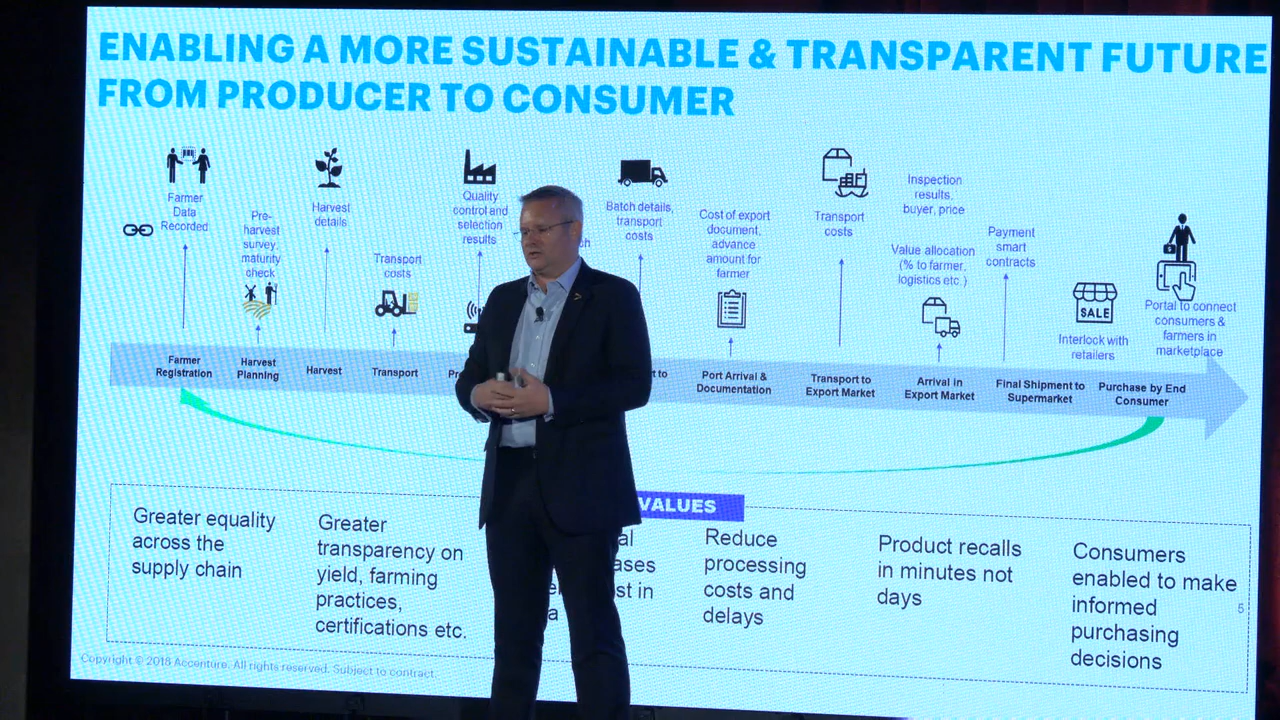 ENABLING A MORE SUSTAINABLE & TRANSPARENT FUTURE
FROM PRODUCER TO CONSUMER
Farmer
Data
Recorded
Pre-
harvest
survey,
maturity
check
Harvest
details
Transport
costs
Quality
control and
selection
results
Batch details,
transport
costs
Cost of export
document,
advance
amount for
farmer
Transport
costs
Inspection
results,
buyer, price
Value allocation
(% to farmer,
logistics etc.)
Payment
smart
contracts
SALE
Interlock with
retailers
Portal to connect
consumers &
farmers in
marketplace
Farmer
Registration
Harvest
Planning
Harvest
Transport
to
Port Arrival &
Documentation
Transport to
Export Market
Arrival in
Export Market
Final Shipment to
Supermarket
Purchase by End
Consumer
VALUES
Greater equality
across the
supply chain
Greater
transparency on
yield, farming
practices,
certifications etc.
in
Reduce
processing
costs and
delays
Product recalls
in minutes not
days
Consumers
enabled to make
informed
purchasing
decisions
5
Copyright © 2018 Accenture. All rights reserved. Subject to contract.